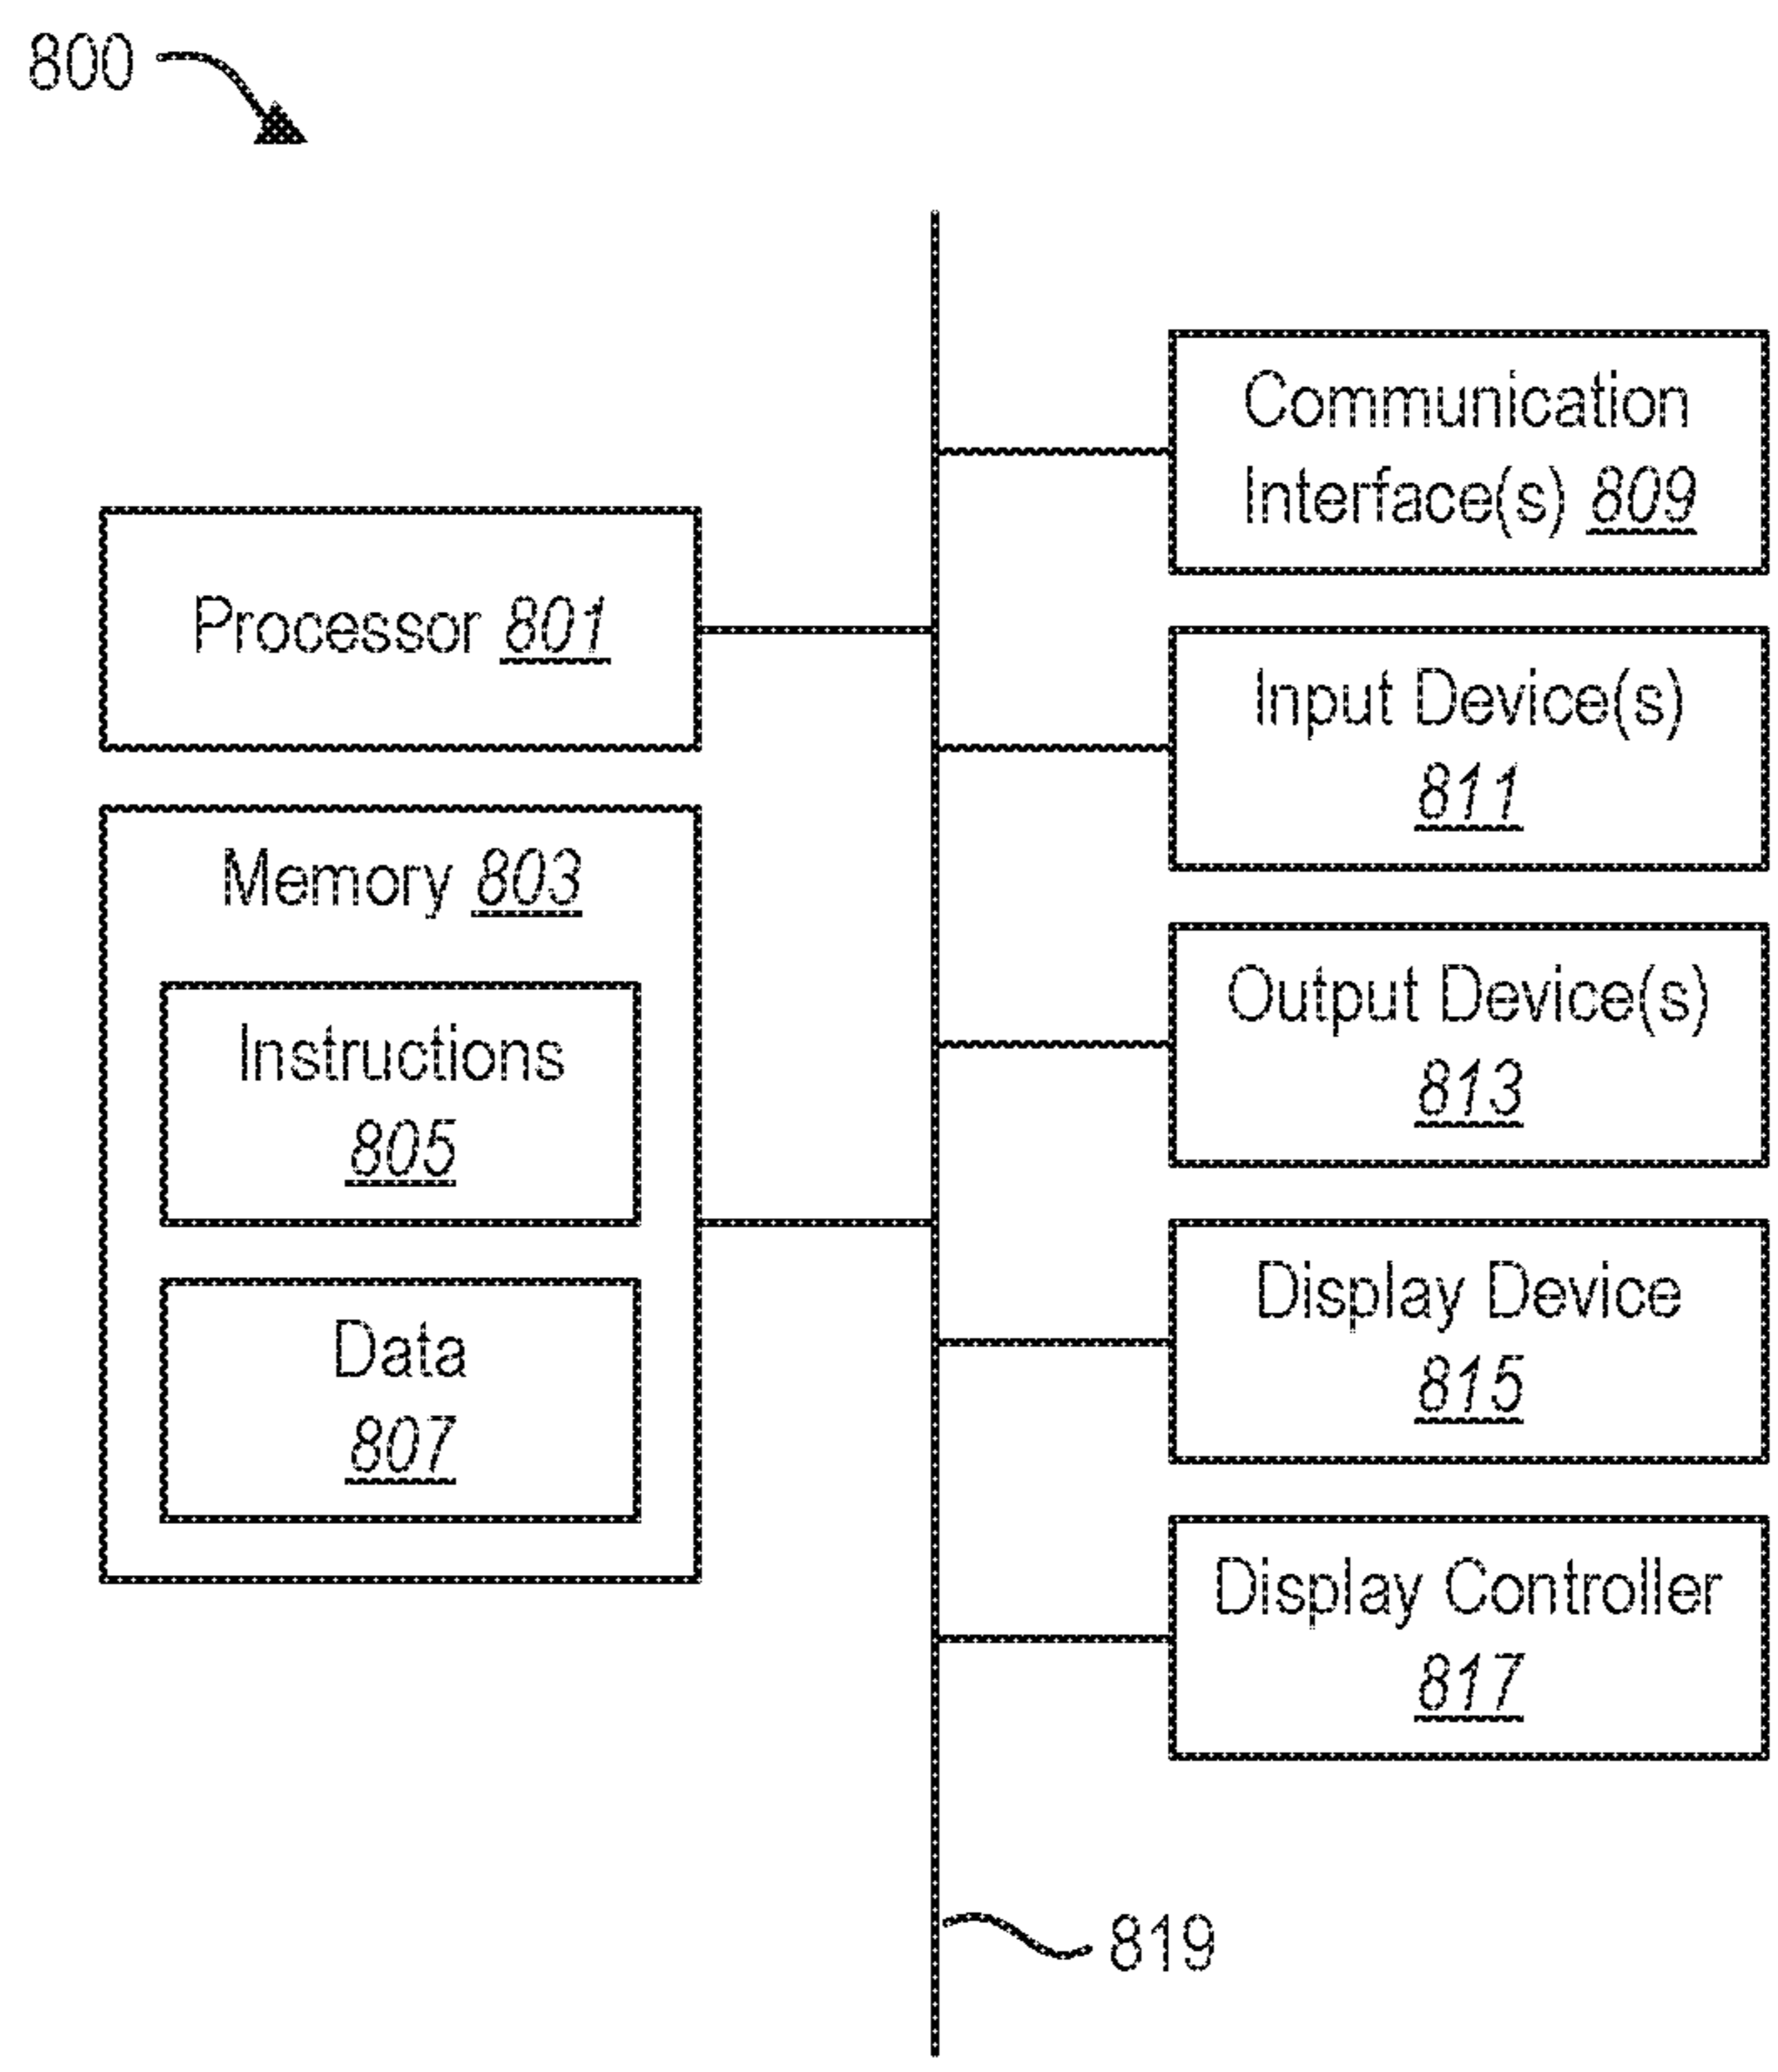 800
Communication
Interface(s) 809
Processor 801
Input Device(s)
811
Memory 803
Instructions
805
Data
807
Output Device(s)
813
Display Device
815
Display Controller
817
819